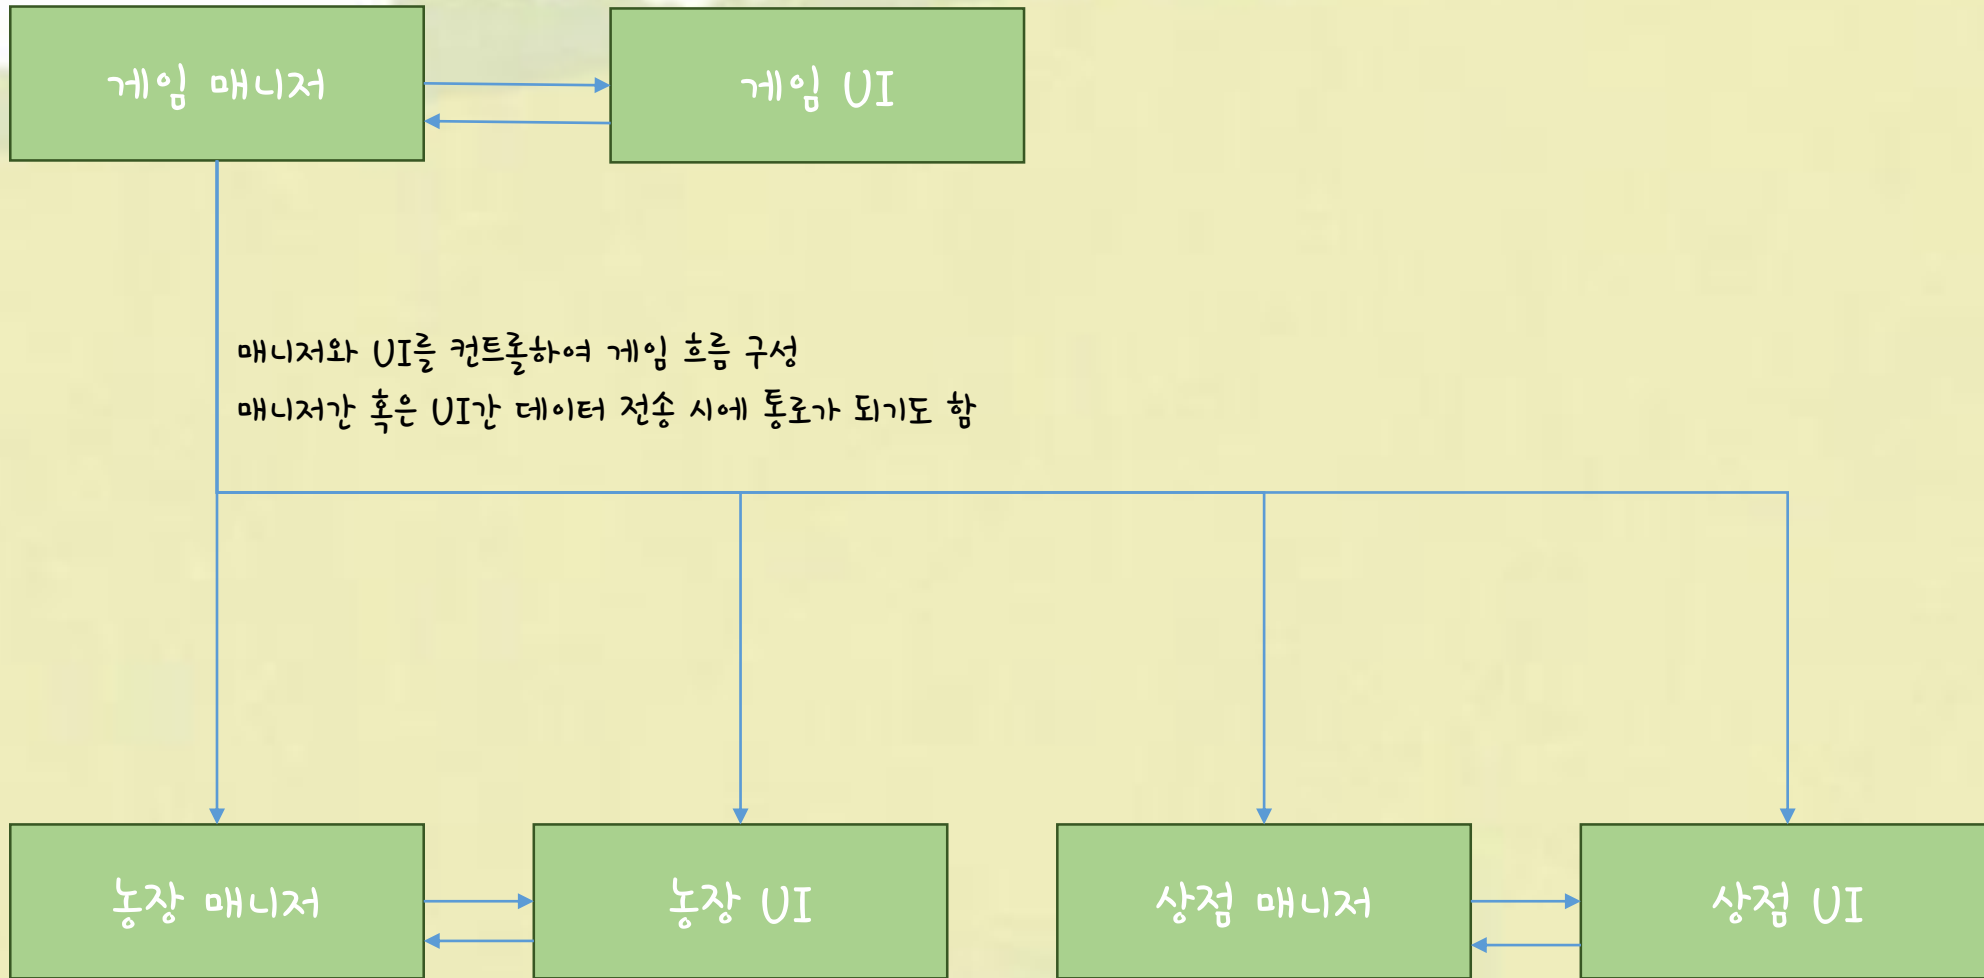 게임 매니저
게임 UI
매니저와 UI를 컨트롤하여 게임 흐름 구성
매니저간 혹은 UI간 데이터 전송 시에 통로가 되기도 함
농장 매니저
농장 UI
상점 매니저
상점 UI